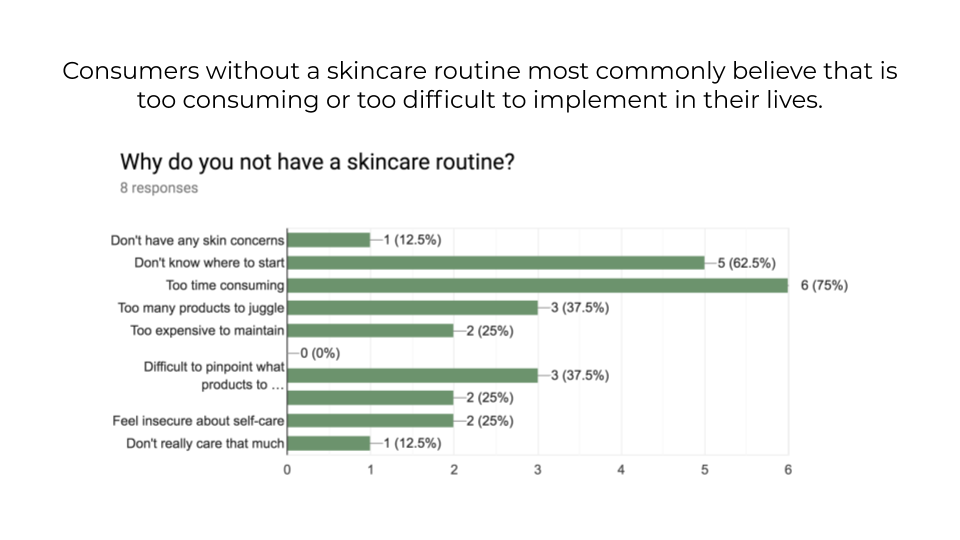 Consumers without a skincare routine most commonly believe that is
too consuming or too difficult to implement in their lives.
Why do you not have a skincare routine?
8 responses
Don't have any skin concerns 1 (12.5%)
Don't know where to start 5 (62.5%)
Too time consuming 6 (75%)
Too many products to juggle 3 (37.5%)
Too expensive to maintain 2 (25%)
0 (0%)
Difficult to pinpoint what
products to ... 3 (37.5%)
2 (25%)
Feel insecure about self-care 2 (25%)
Don't really care that much 1 (12.5%)
0 1 2 3 4 5 6